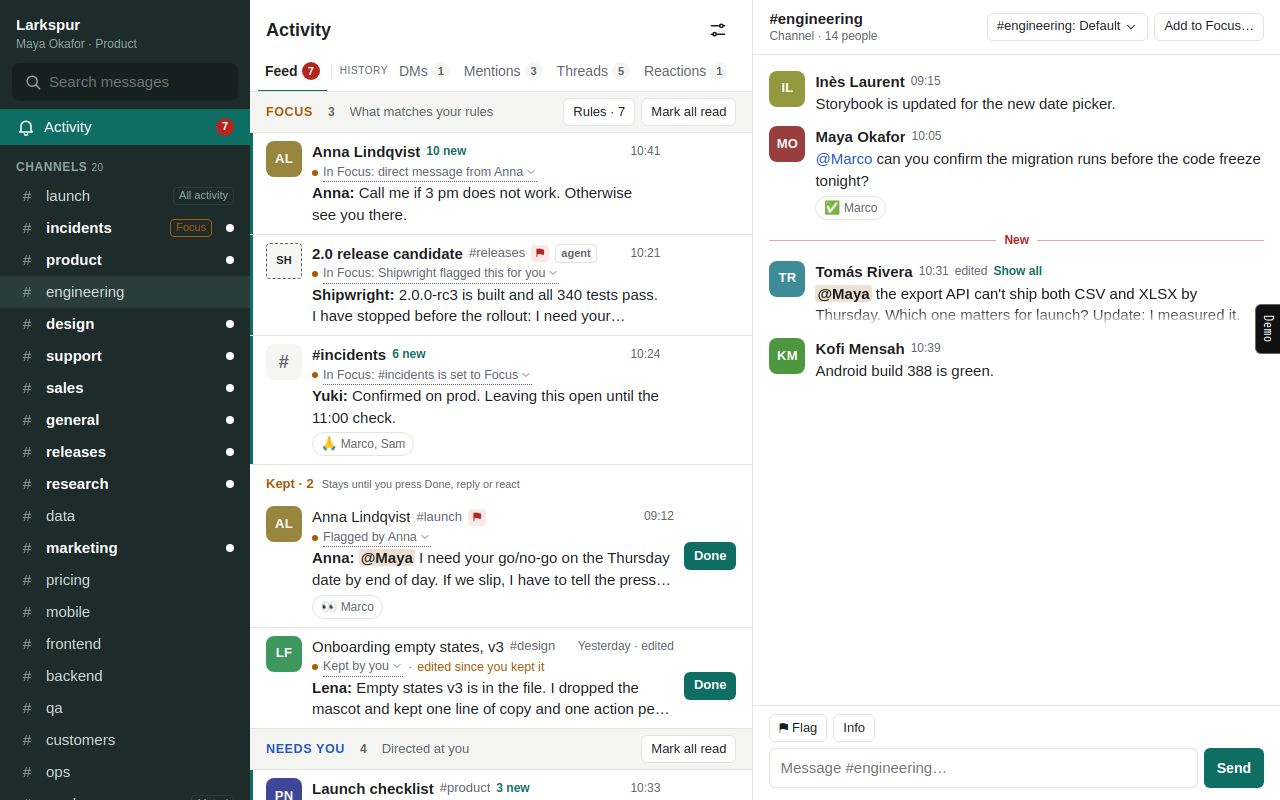 Larkspur
Maya Okafor · Product
Search messages
Activity 7
CHANNELS 20
# launch All activity
# incidents Focus
# product
# engineering
# design
# support
# sales
# general
# releases
# research
# data
# marketing
# pricing
# mobile
# frontend
# backend
# qa
# customers
# ops
Activity
Feed 7 HISTORY DMs 1 Mentions 3 Threads 5 Reactions 1
FOCUS 3 What matches your rules Rules · 7 Mark all read
AL Anna Lindqvist 10 new 10:41
In Focus: direct message from Anna
Anna: Call me if 3 pm does not work. Otherwise
see you there.
SH 2.0 release candidate #releases agent 10:21
In Focus: Shipwright flagged this for you
Shipwright: 2.0.0-rc3 is built and all 340 tests pass.
I have stopped before the rollout: I need your…
# #incidents 6 new 10:24
In Focus: #incidents is set to Focus
Yuki: Confirmed on prod. Leaving this open until the
11:00 check.
🙏 Marco, Sam
Kept · 2 Stays until you press Done, reply or react
AL Anna Lindqvist #launch 09:12
Flagged by Anna
Anna: @Maya I need your go/no-go on the Thursday
date by end of day. If we slip, I have to tell the press…
Done
👀 Marco
LF Onboarding empty states, v3 #design Yesterday · edited
Kept by you · edited since you kept it
Lena: Empty states v3 is in the file. I dropped the
mascot and kept one line of copy and one action pe…
Done
NEEDS YOU 4 Directed at you Mark all read
PN Launch checklist #product 3 new 10:33
#engineering
Channel · 14 people
#engineering: Default Add to Focus…
IL Inès Laurent 09:15
Storybook is updated for the new date picker.
MO Maya Okafor 10:05
@Marco can you confirm the migration runs before the code freeze
tonight?
✅ Marco
New
TR Tomás Rivera 10:31 edited Show all
@Maya the export API can't ship both CSV and XLSX by
Thursday. Which one matters for launch? Update: I measured it.
KM Kofi Mensah 10:39
Android build 388 is green.
Demo
Flag Info
Message #engineering…
Send